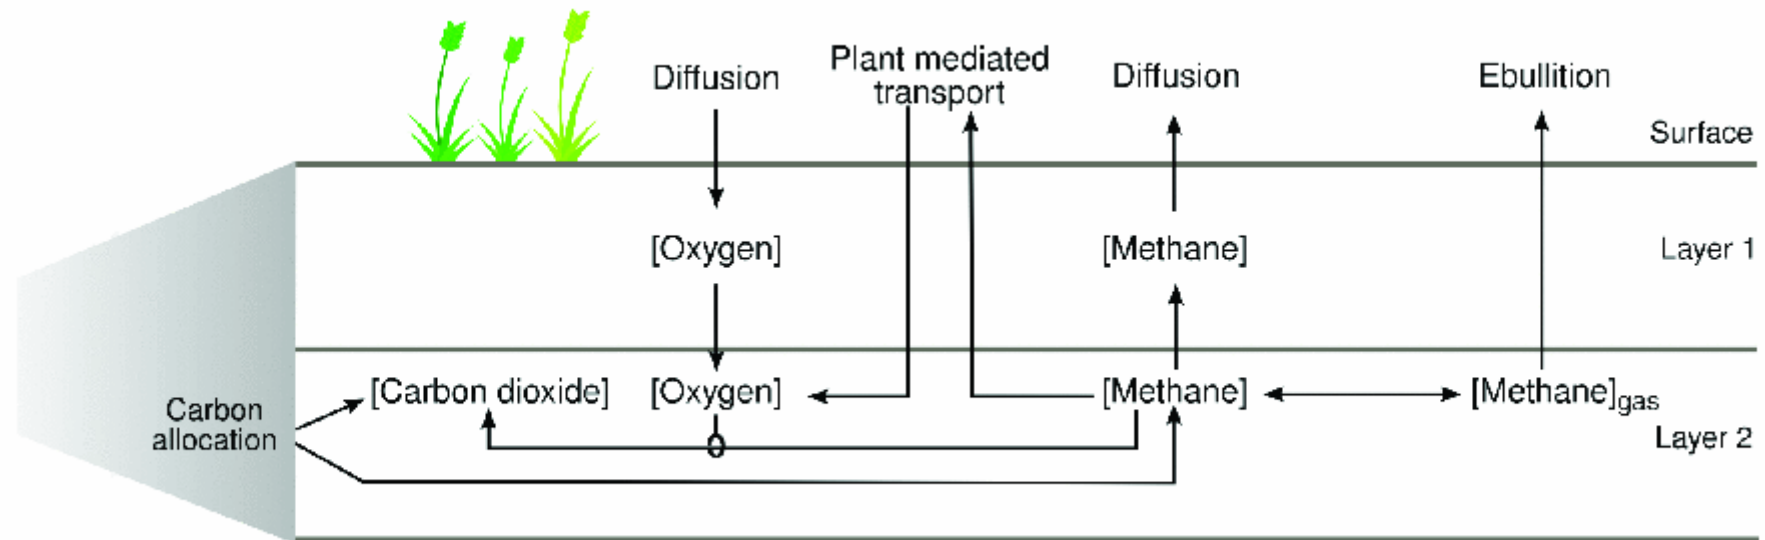 Diffusion
Plant mediated
transport
Diffusion
Ebullition
Surface
[Oxygen]
[Methane]
Layer 1
[Carbon dioxide]
[Oxygen]
[Methane]
[Methane]gas
Carbon
allocation
Layer 2